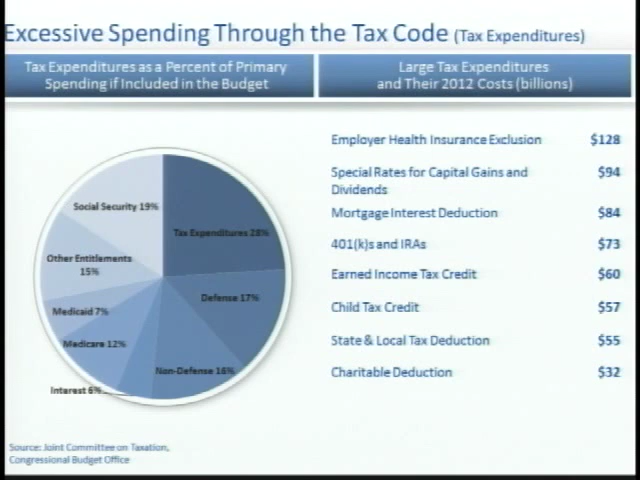 Excessive Spending Through the Tax Code (Tax Expenditures)
Tax Expenditures as a Percent of Primary
Spending if Included in the Budget
Large Tax Expenditures
and Their 2012 Costs (billions)
Social Security 19%
Tax Expenditures 28%
Other Entitlements
15%
Defense 17%
Medicaid 7%
Medicare 12%
Non-Defense 16%
Interest 6%
Employer Health Insurance Exclusion $128
Special Rates for Capital Gains and
Dividends $94
Mortgage Interest Deduction $84
401(k)s and IRAs $73
Earned Income Tax Credit $60
Child Tax Credit $57
State & Local Tax Deduction $55
Charitable Deduction $32
Source: Joint Committee on Taxation,
Congressional Budget Office